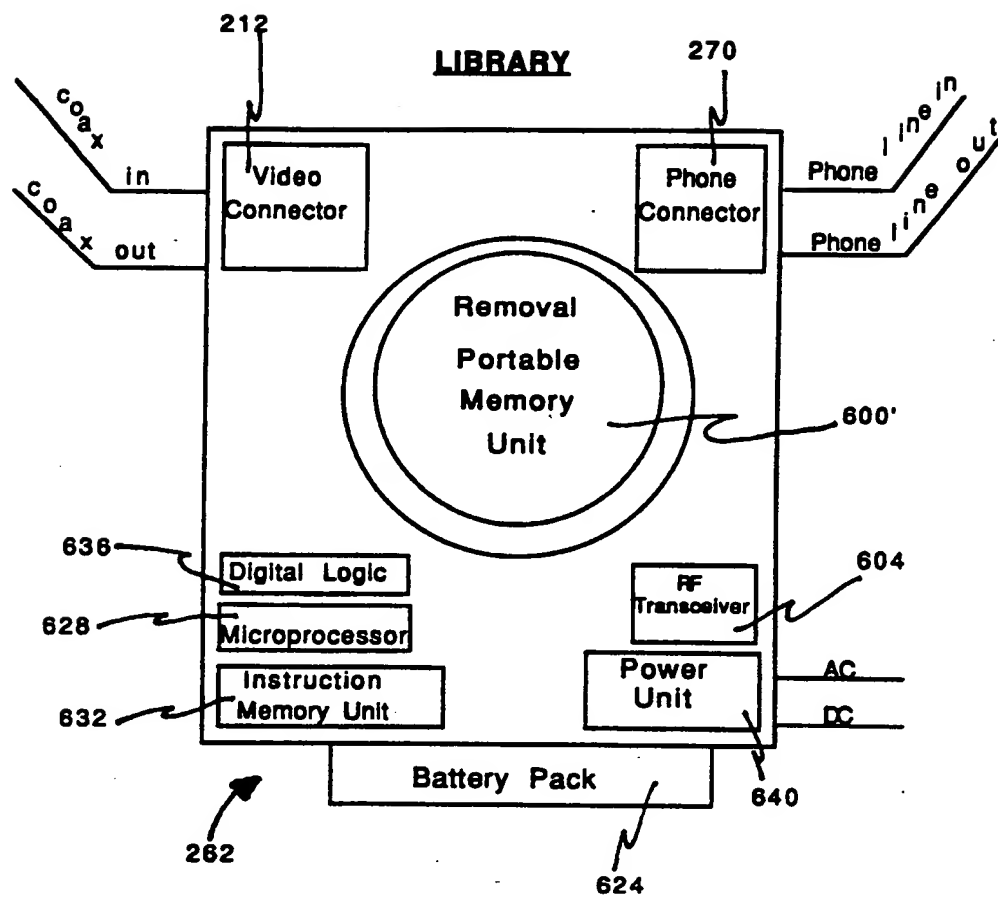 212
LIBRARY
270
coax in
coax out
Video
Connector
Phone
Connector
Phone line in
Phone line out
Removal
Portable
Memory
Unit
600'
636
Digital Logic
RF
Transceiver
604
628
Microprocessor
632
Instruction
Memory Unit
Power
Unit
AC
DC
Battery Pack
640
262
624